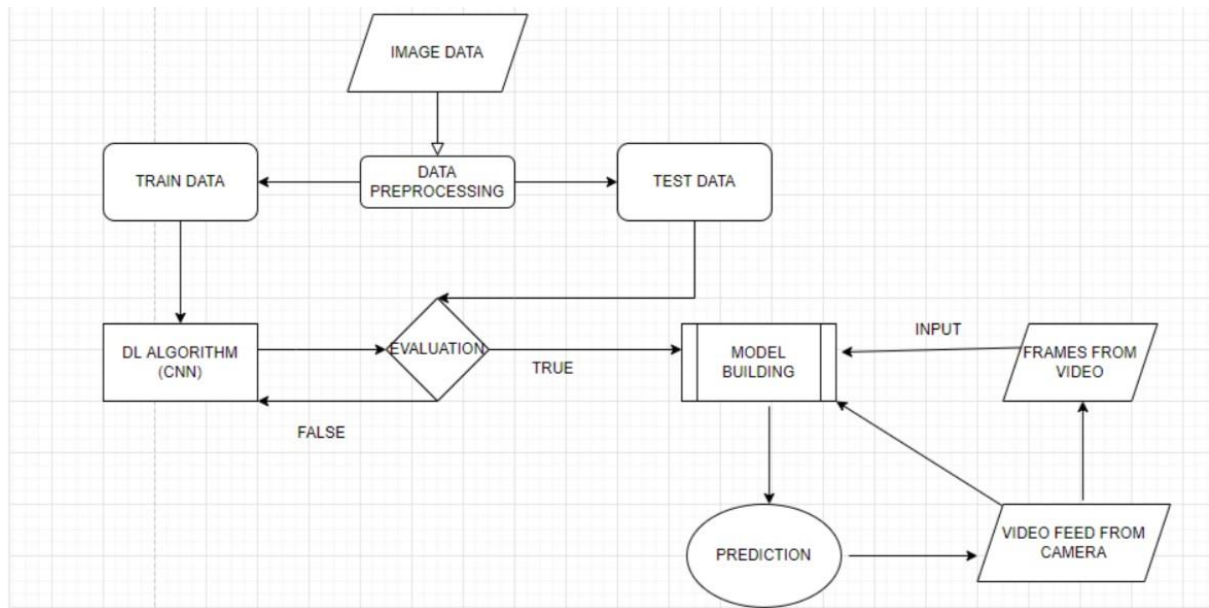 IMAGE DATA
TRAIN DATA
DATA
PREPROCESSING
TEST DATA
DL ALGORITHM
(CNN)
EVALUATION
TRUE
FALSE
MODEL
BUILDING
INPUT
FRAMES FROM
VIDEO
PREDICTION
VIDEO FEED FROM
CAMERA